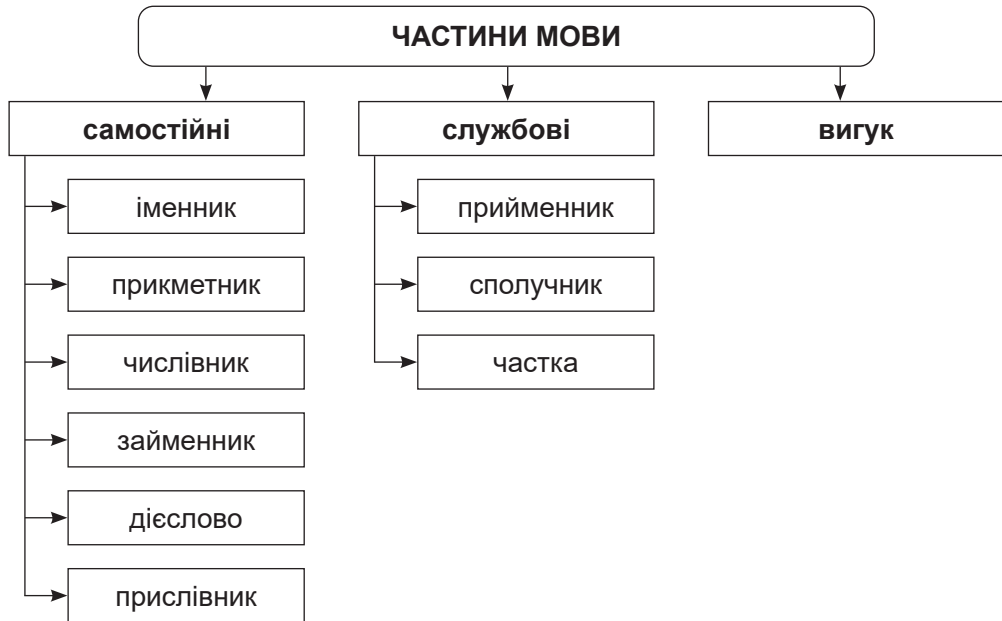 ЧАСТИНИ МОВИ
самостійні
службові
вигук
іменник
прикметник
числівник
займенник
дієслово
прислівник
прийменник
сполучник
частка